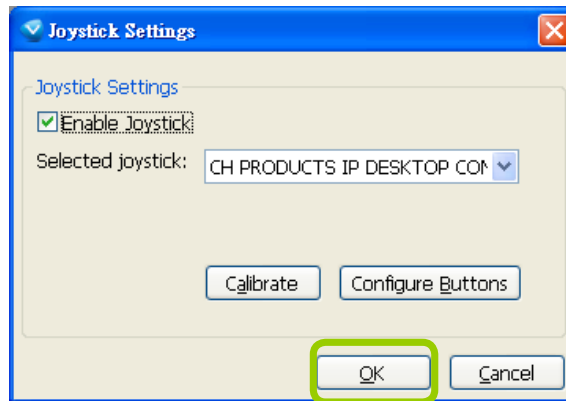 Joystick Settings
Joystick Settings
Enable Joystick
Selected joystick: CH PRODUCTS IP DESKTOP CON
Calibrate Configure Buttons
OK Cancel